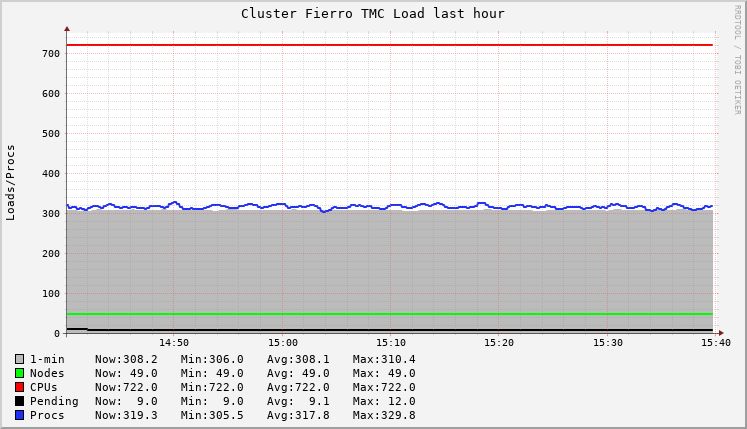 Cluster Fierro TMC Load last hour
RRDTOOL / TOBI OETIKER
Loads/Procs
700
600
500
400
300
200
100
0
14:50 15:00 15:10 15:20 15:30 15:40
1-min Now:308.2 Min:306.0 Avg:308.1 Max:310.4
Nodes Now: 49.0 Min: 49.0 Avg: 49.0 Max: 49.0
CPUs Now:722.0 Min:722.0 Avg:722.0 Max:722.0
Pending Now: 9.0 Min: 9.0 Avg: 9.1 Max: 12.0
Procs Now:319.3 Min:305.5 Avg:317.8 Max:329.8